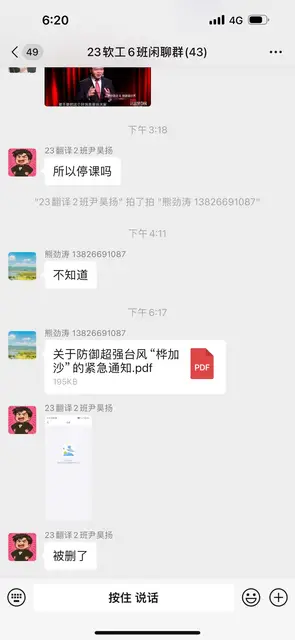 6:20
4G
49
23软工6班闲聊群(43)
下午3:18
23翻译2班尹昊扬
所以停课吗
"23翻译2班尹昊扬" 拍了拍 "熊劲涛 13826691087"
下午4:11
熊劲涛 13826691087
不知道
下午6:17
熊劲涛 13826691087
关于防御超强台风“桦加
沙”的紧急通知.pdf
PDF
195KB
23翻译2班尹昊扬
23翻译2班尹昊扬
被删了
按住 说话